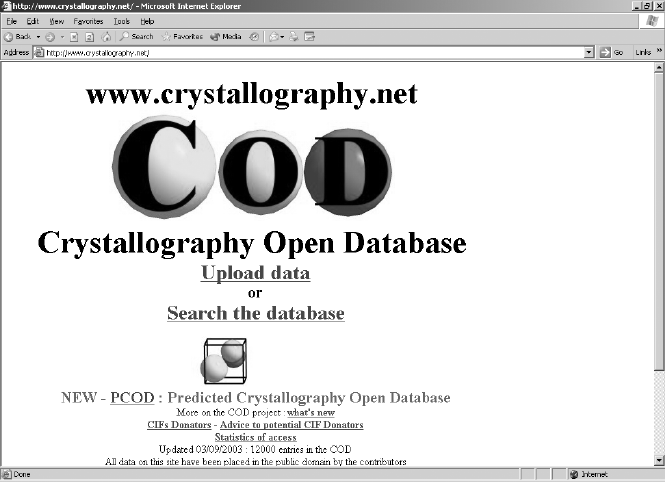 http://www.crystallography.net/ - Microsoft Internet Explorer
File Edit View Favorites Tools Help
Back Search Favorites Media
Address http://www.crystallography.net/ Go Links »
www.crystallography.net
COD
Crystallography Open Database
Upload data
or
Search the database
NEW - PCOD : Predicted Crystallography Open Database
More on the COD project : what's new
CIFs Donators - Advice to potential CIF Donators
Statistics of access
Updated 03/09/2003 : 12000 entries in the COD
All data on this site have been placed in the public domain by the contributors
Done Internet